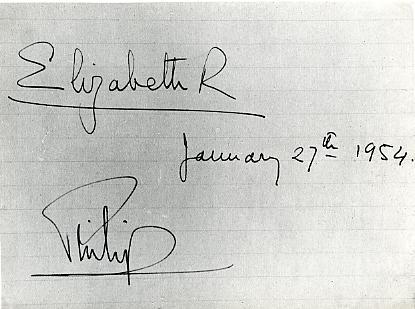 Elizabeth R
January 27th 1954.
Philip